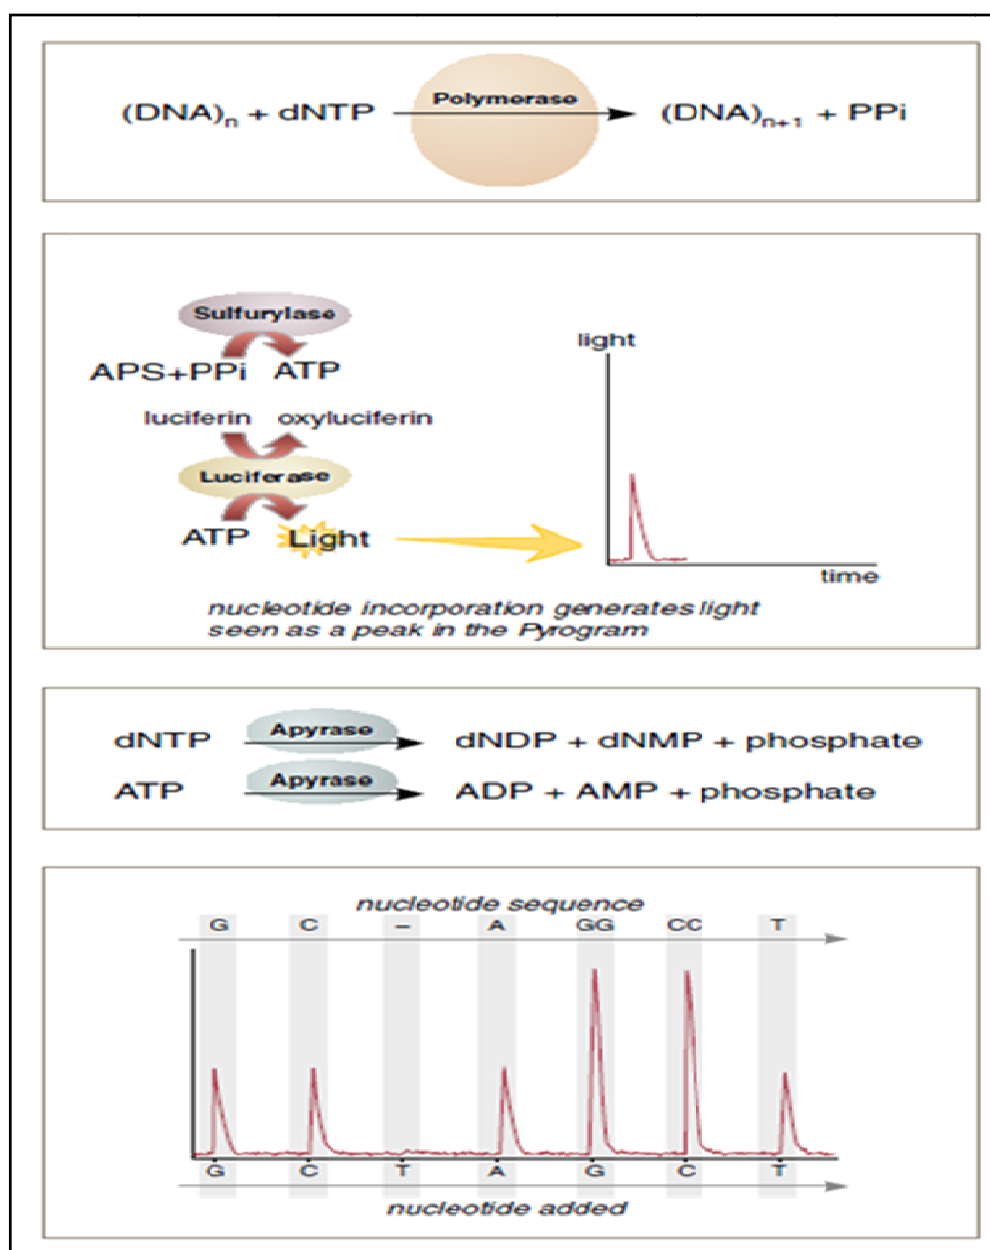 (DNA)n + dNTP Polymerase (DNA)n+1 + PPi
Sulfurylase
APS+PPi ATP
luciferin oxyluciferin
Luciferase
ATP Light
light
time
nucleotide incorporation generates light
seen as a peak in the Pyrogram
dNTP Apyrase dNDP + dNMP + phosphate
ATP Apyrase ADP + AMP + phosphate
nucleotide sequence
G C – A GG CC T
G C T A G C T
nucleotide added